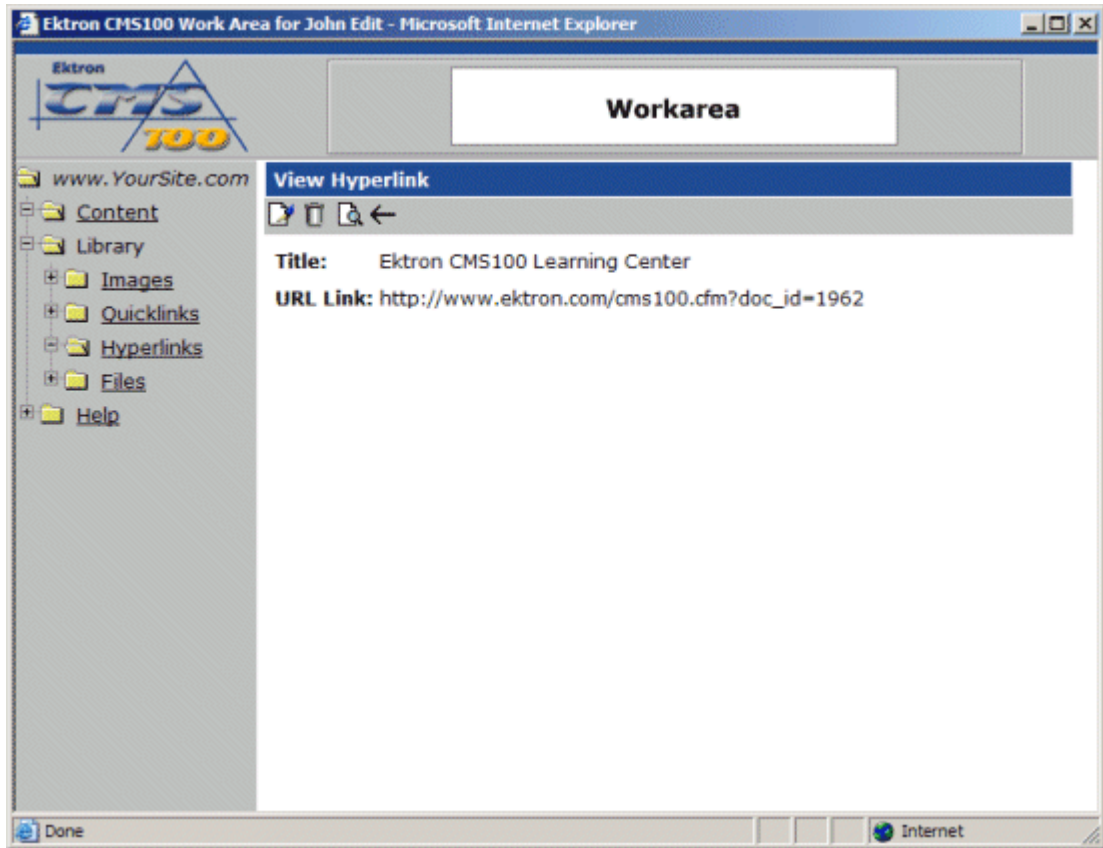 Ektron CMS100 Work Area for John Edit - Microsoft Internet Explorer
Ektron
CMS
100
Workarea
www.YourSite.com
Content
Library
Images
Quicklinks
Hyperlinks
Files
Help
View Hyperlink
Title: Ektron CMS100 Learning Center
URL Link: http://www.ektron.com/cms100.cfm?doc_id=1962
Done
Internet